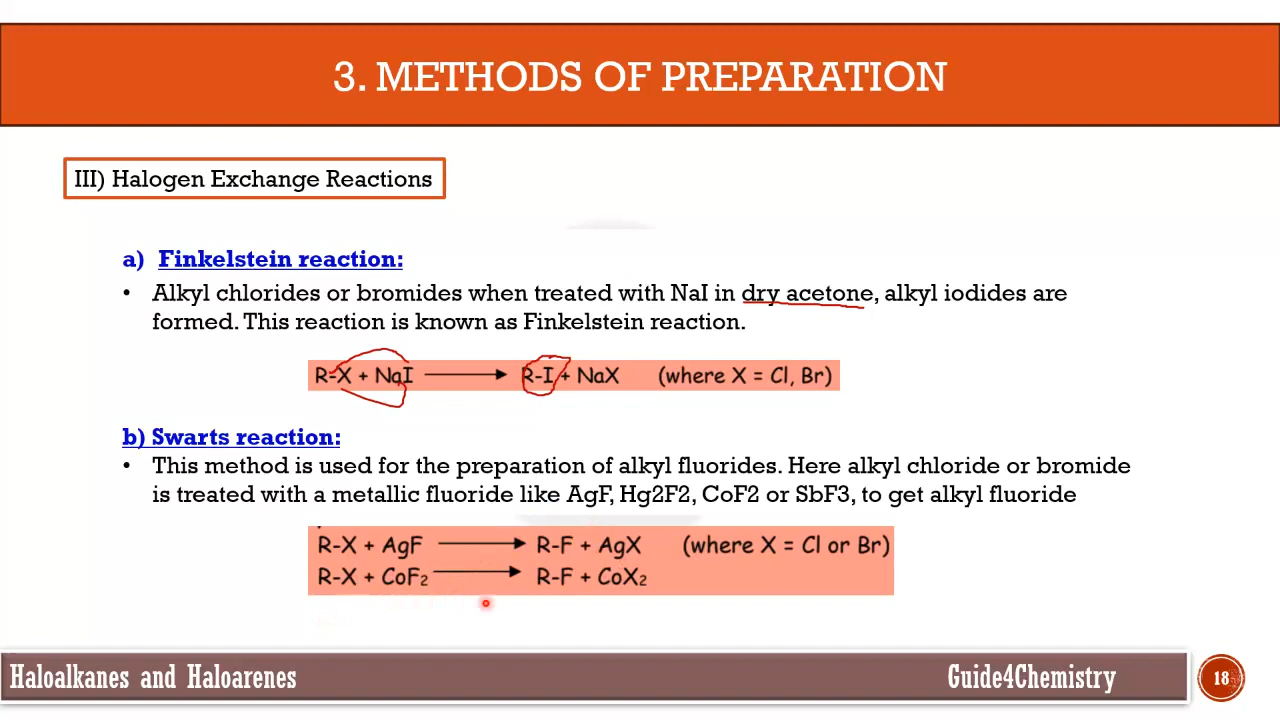 3. METHODS OF PREPARATION
III) Halogen Exchange Reactions
a) Finkelstein reaction:
• Alkyl chlorides or bromides when treated with NaI in dry acetone, alkyl iodides are
formed. This reaction is known as Finkelstein reaction.
R-X + NaI ⟶ R-I + NaX (where X = Cl, Br)
b) Swarts reaction:
• This method is used for the preparation of alkyl fluorides. Here alkyl chloride or bromide
is treated with a metallic fluoride like AgF, Hg2F2, CoF2 or SbF3, to get alkyl fluoride
R-X + AgF ⟶ R-F + AgX (where X = Cl or Br)
R-X + CoF₂ ⟶ R-F + CoX₂
Haloalkanes and Haloarenes Guide4Chemistry 18